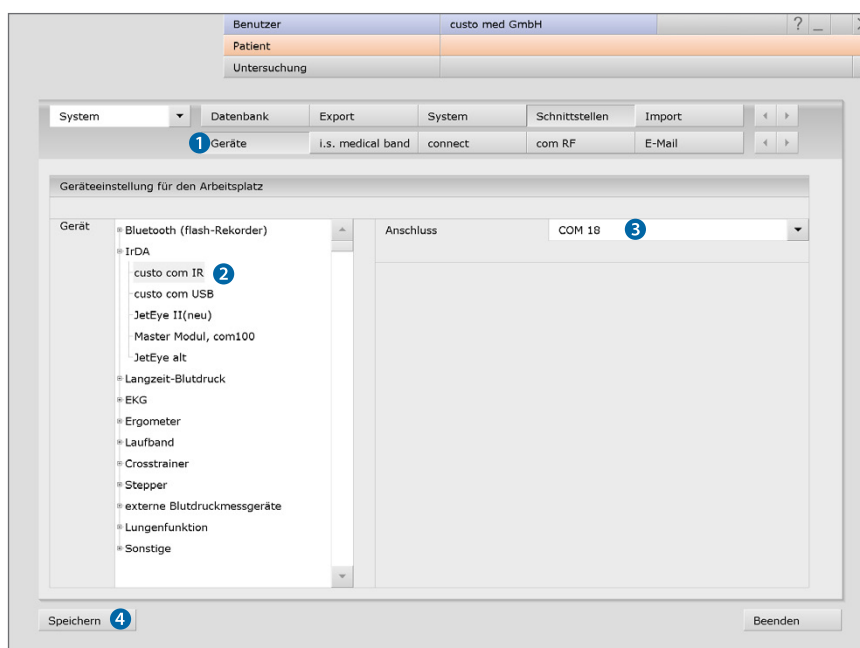 Benutzer custo med GmbH ? _
Patient
Untersuchung
System Datenbank Export System Schnittstellen Import
1 Geräte i.s. medical band connect com RF E-Mail
Geräteeinstellung für den Arbeitsplatz
Gerät Bluetooth (flash-Rekorder) Anschluss COM 18 3
IrDA
custo com IR 2
custo com USB
JetEye II(neu)
Master Modul, com100
JetEye alt
Langzeit-Blutdruck
EKG
Ergometer
Laufband
Crosstrainer
Stepper
externe Blutdruckmessgeräte
Lungenfunktion
Sonstige
Speichern 4 Beenden